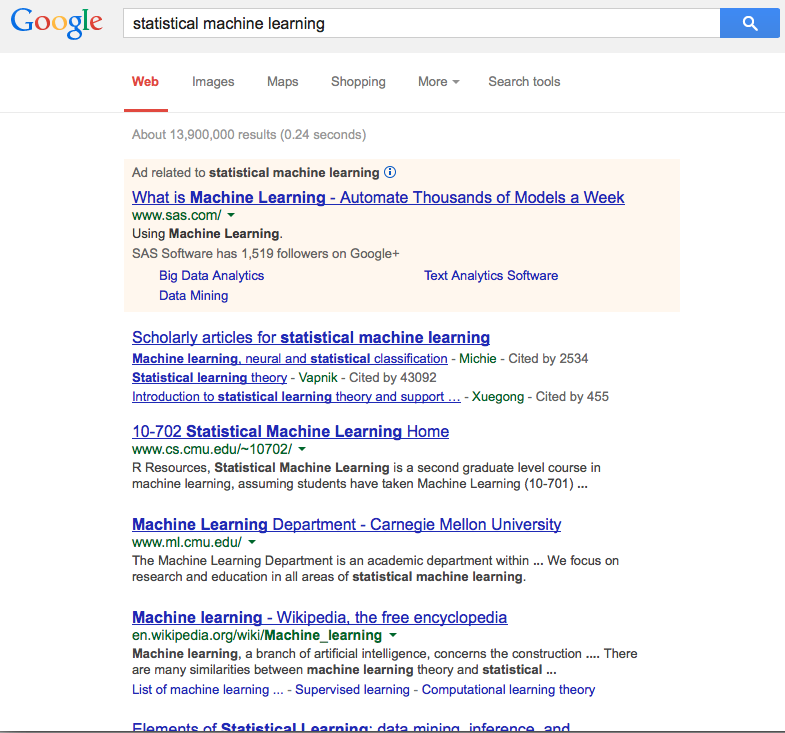 Google
statistical machine learning
Web Images Maps Shopping More Search tools
About 13,900,000 results (0.24 seconds)
Ad related to statistical machine learning
What is Machine Learning - Automate Thousands of Models a Week
www.sas.com/
Using Machine Learning.
SAS Software has 1,519 followers on Google+
Big Data Analytics Text Analytics Software
Data Mining
Scholarly articles for statistical machine learning
Machine learning, neural and statistical classification - Michie - Cited by 2534
Statistical learning theory - Vapnik - Cited by 43092
Introduction to statistical learning theory and support … - Xuegong - Cited by 455
10-702 Statistical Machine Learning Home
www.cs.cmu.edu/~10702/
R Resources, Statistical Machine Learning is a second graduate level course in
machine learning, assuming students have taken Machine Learning (10-701) ...
Machine Learning Department - Carnegie Mellon University
www.ml.cmu.edu/
The Machine Learning Department is an academic department within ... We focus on
research and education in all areas of statistical machine learning.
Machine learning - Wikipedia, the free encyclopedia
en.wikipedia.org/wiki/Machine_learning
Machine learning, a branch of artificial intelligence, concerns the construction .... There
are many similarities between machine learning theory and statistical ...
List of machine learning ... - Supervised learning - Computational learning theory
Elements of Statistical Learning: data mining, inference, and